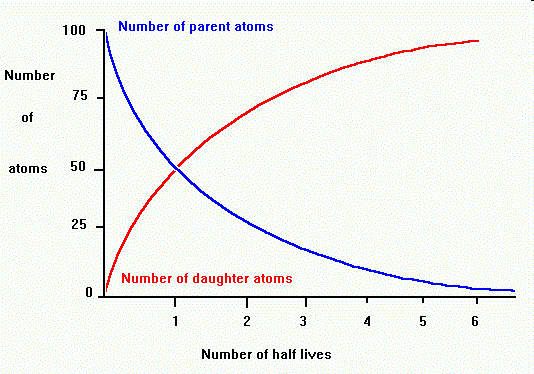 Number of parent atoms
100
Number
of
atoms
75
50
25
0
Number of daughter atoms
1 2 3 4 5 6
Number of half lives